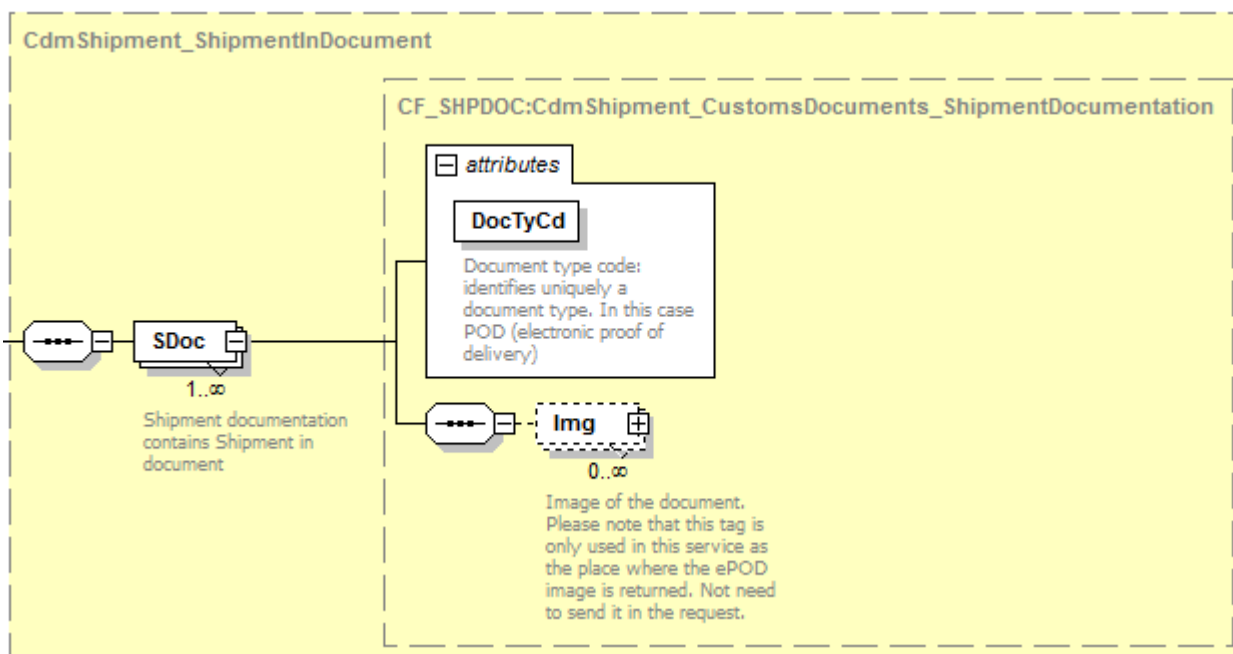 CdmShipment_ShipmentInDocument
CF_SHPDOC:CdmShipment_CustomsDocuments_ShipmentDocumentation
attributes
DocTyCd
Document type code:
identifies uniquely a
document type. In this case
POD (electronic proof of
delivery)
SDoc
1..∞
Shipment documentation
contains Shipment in
document
Img
0..∞
Image of the document.
Please note that this tag is
only used in this service as
the place where the ePOD
image is returned. Not need
to send it in the request.